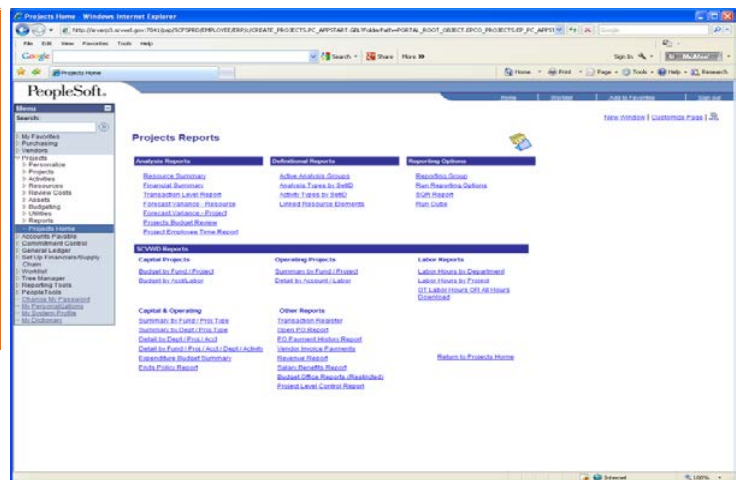 Projects Home - Windows Internet Explorer
File Edit View Favorites Tools Help
Google
Search
Share
More »
Sign In
Projects Home
Home
Print
Page
Tools
Help
Research
PeopleSoft.
Home
Worklist
Add to Favorites
Sign out
New Window | Customize Page
Menu
Search:
My Favorites
Purchasing
Vendors
Projects
Personalize
Projects
Activities
Resources
Review Costs
Assets
Budgeting
Utilities
Reports
Projects Home
Accounts Payable
Commitment Control
General Ledger
Set Up Financials/Supply
Chain
Worklist
Tree Manager
Reporting Tools
PeopleTools
Change My Password
My Personalizations
My System Profile
My Dictionary
Projects Reports
Analysis Reports
Resource Summary
Financial Summary
Transaction Level Report
Forecast Variance - Resource
Forecast Variance - Project
Projects Budget Review
Project Employee Time Report
Definitional Reports
Active Analysis Groups
Analysis Types by SetID
Activity Types by SetID
Linked Resource Elements
Reporting Options
Reporting Group
Run Reporting Options
SQR Report
Run Cube
SCVWD Reports
Capital Projects
Budget by Fund / Project
Budget by Acct/Labor
Operating Projects
Summary by Fund / Project
Detail by Account / Labor
Labor Reports
Labor Hours by Department
Labor Hours by Project
OT Labor Hours OR All Hours
Download
Capital & Operating
Summary by Fund / Proj Type
Summary by Dept / Proj Type
Detail by Dept / Proj / Acct
Detail by Fund / Proj / Acct / Dept / Activity
Expenditure Budget Summary
Ends Policy Report
Other Reports
Transaction Register
Open PO Report
PO Payment History Report
Vendor Invoice Payments
Revenue Report
Salary Benefits Report
Budget Office Reports (Restricted)
Project Level Control Report
Return to Projects Home
Internet
100%